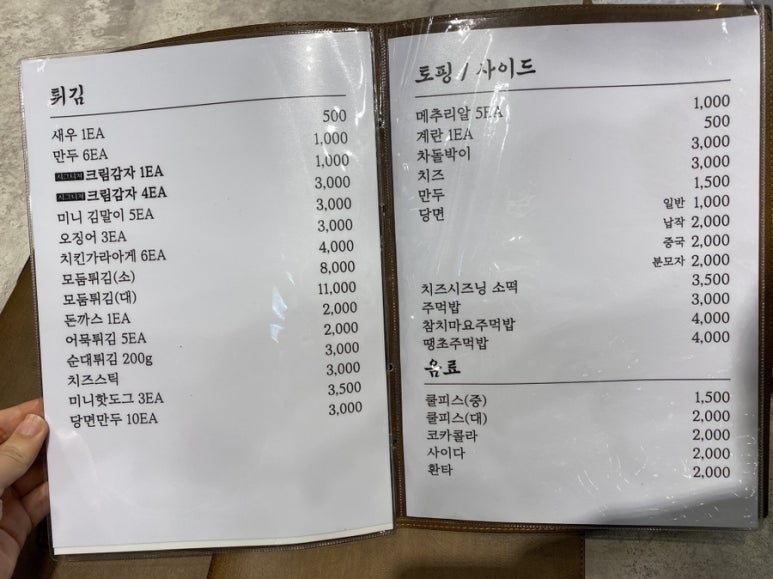 튀김
새우 1EA 500
만두 6EA 1,000
시그니처 크림감자 1EA 1,000
시그니처 크림감자 4EA 3,000
미니 김말이 5EA 3,000
오징어 3EA 3,000
치킨가라아게 6EA 4,000
모둠튀김(소) 8,000
모둠튀김(대) 11,000
돈까스 1EA 2,000
어묵튀김 5EA 2,000
순대튀김 200g 3,000
치즈스틱 3,000
미니핫도그 3EA 3,500
당면만두 10EA 3,000
토핑 / 사이드
메추리알 5EA 1,000
계란 1EA 500
차돌박이 3,000
치즈 3,000
만두 1,500
당면 일반 1,000
납작 2,000
중국 2,000
분모자 2,000
치즈시즈닝 소떡 3,500
주먹밥 3,000
참치마요주먹밥 4,000
땡초주먹밥 4,000
음료
쿨피스(중) 1,500
쿨피스(대) 2,000
코카콜라 2,000
사이다 2,000
환타 2,000